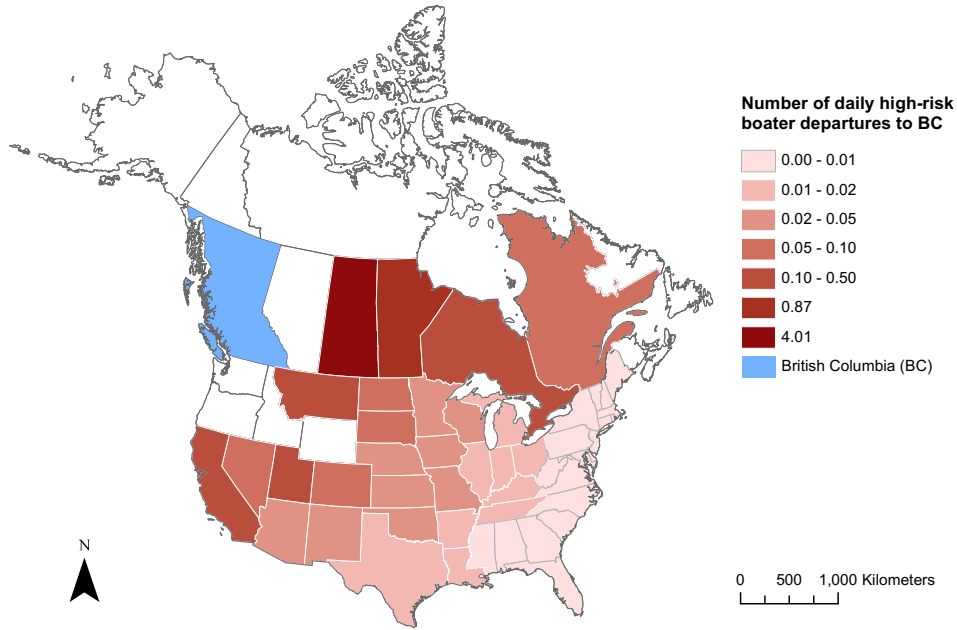 Number of daily high-risk
boater departures to BC
0.00 - 0.01
0.01 - 0.02
0.02 - 0.05
0.05 - 0.10
0.10 - 0.50
0.87
4.01
British Columbia (BC)
N
0 500 1,000 Kilometers